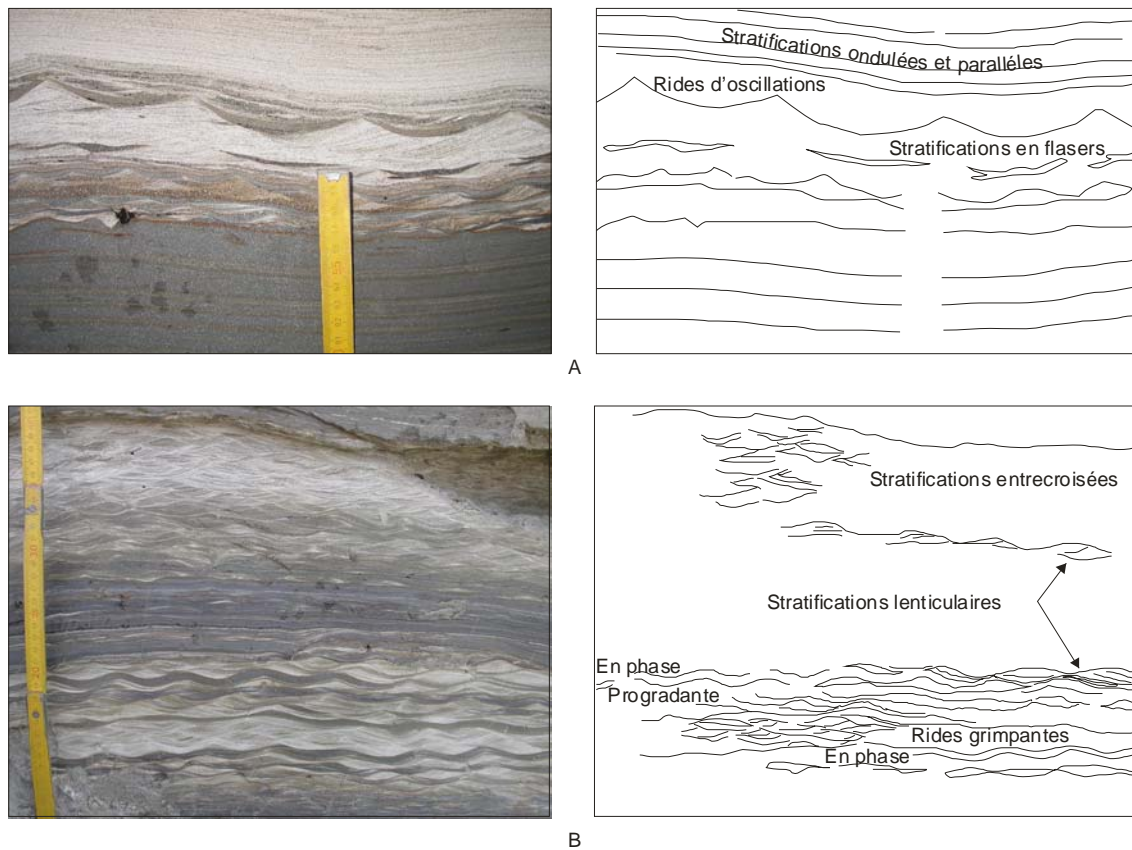 Stratifications ondulées et paralléles
Rides d'oscillations
Stratifications en flasers
A
Stratifications entrecroisées
Stratifications lenticulaires
En phase
Progradante
Rides grimpantes
En phase
B